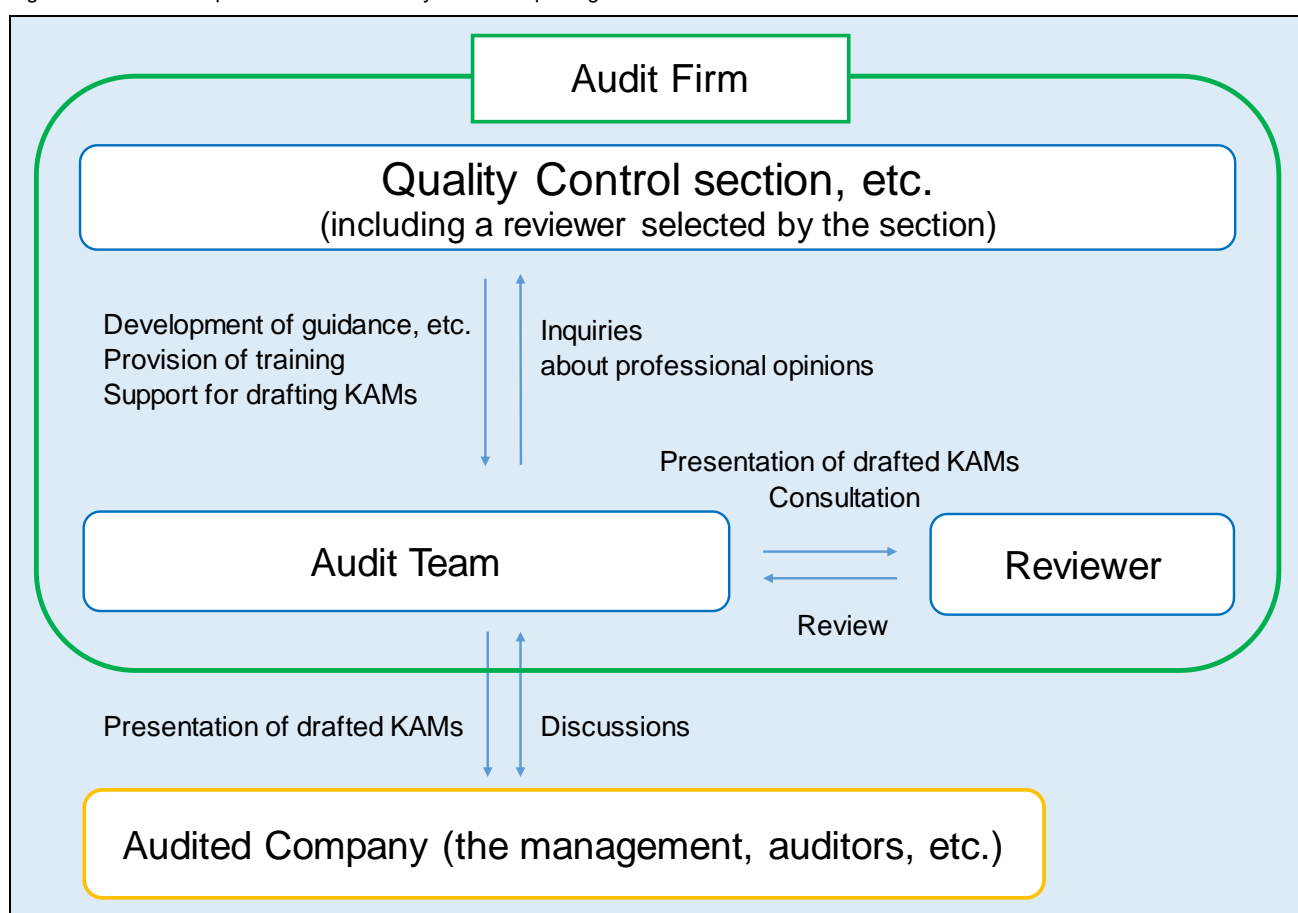 Audit Firm
Quality Control section, etc.
(including a reviewer selected by the section)
Development of guidance, etc.
Provision of training
Support for drafting KAMs
Inquiries
about professional opinions
Presentation of drafted KAMs
Consultation
Audit Team
Reviewer
Review
Presentation of drafted KAMs
Discussions
Audited Company (the management, auditors, etc.)